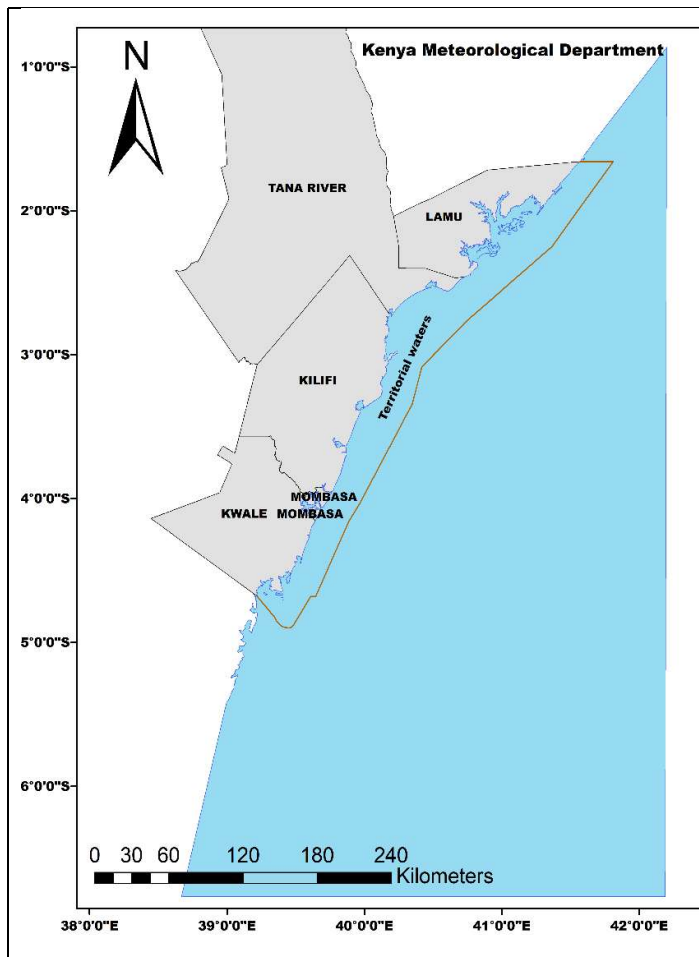 Kenya Meteorological Department
N
1°0'0"S
2°0'0"S
3°0'0"S
4°0'0"S
5°0'0"S
6°0'0"S
TANA RIVER
LAMU
Territorial waters
KILIFI
MOMBASA
KWALE MOMBASA
0 30 60 120 180 240
Kilometers
38°0'0"E 39°0'0"E 40°0'0"E 41°0'0"E 42°0'0"E